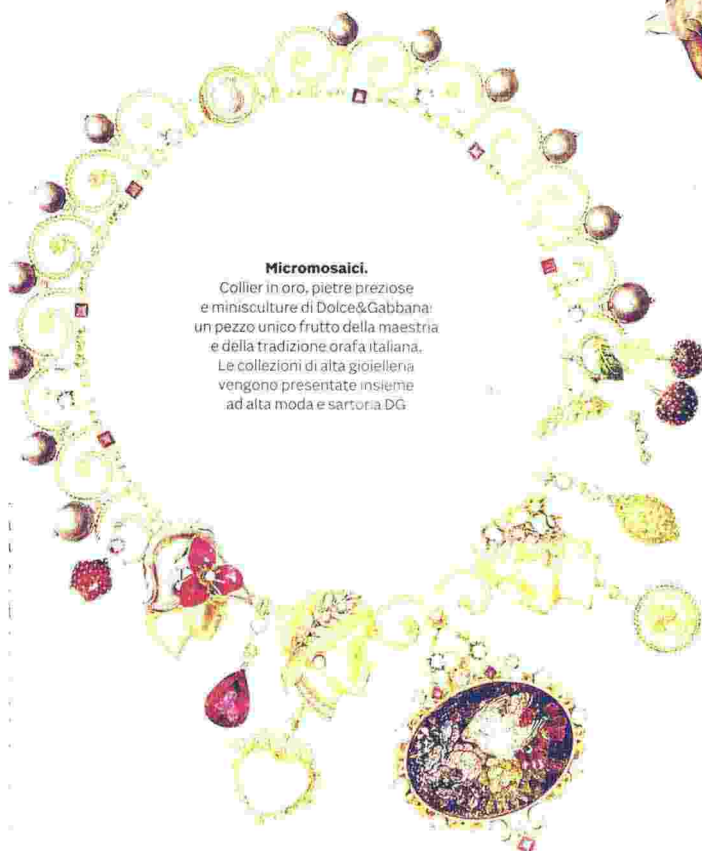 Micromosaici.
Collier in oro, pietre preziose
e minisculture di Dolce&Gabbana:
un pezzo unico frutto della maestria
e della tradizione orafa italiana.
Le collezioni di alta gioielleria
vengono presentate insieme
ad alta moda e sartoria DG